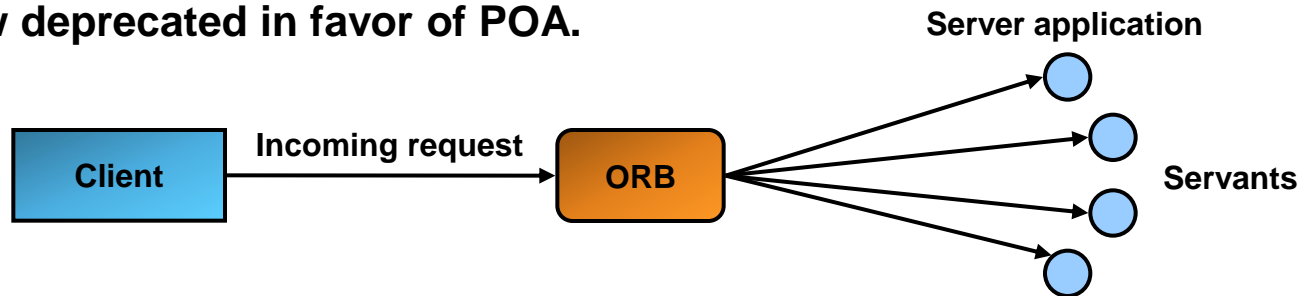 deprecated in favor of POA.
Server application
Incoming request
Client
ORB
Servants